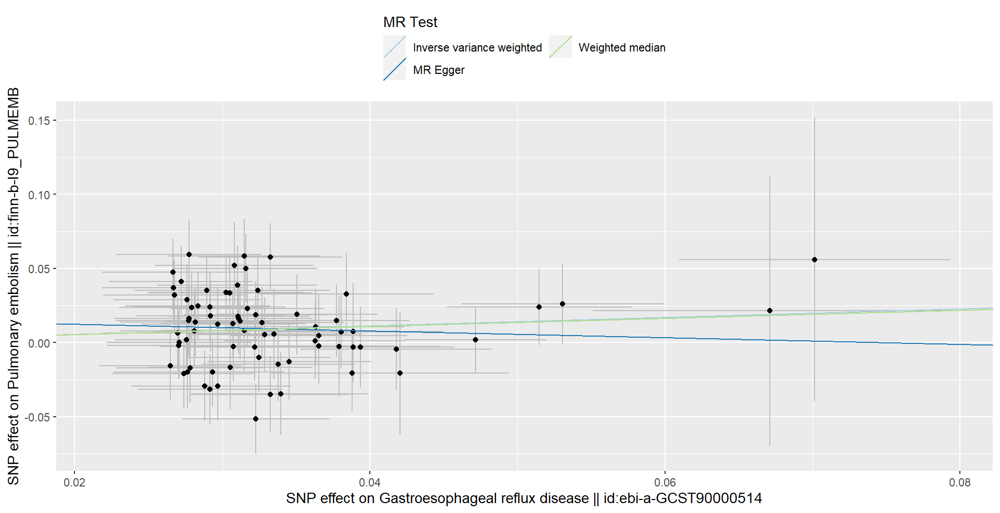 MR Test
Inverse variance weighted
Weighted median
MR Egger
SNP effect on Pulmonary embolism || id:finn-b-I9_PULMEMB
0.15
0.10
0.05
0.00
-0.05
0.02
0.04
0.06
0.08
SNP effect on Gastroesophageal reflux disease || id:ebi-a-GCST90000514